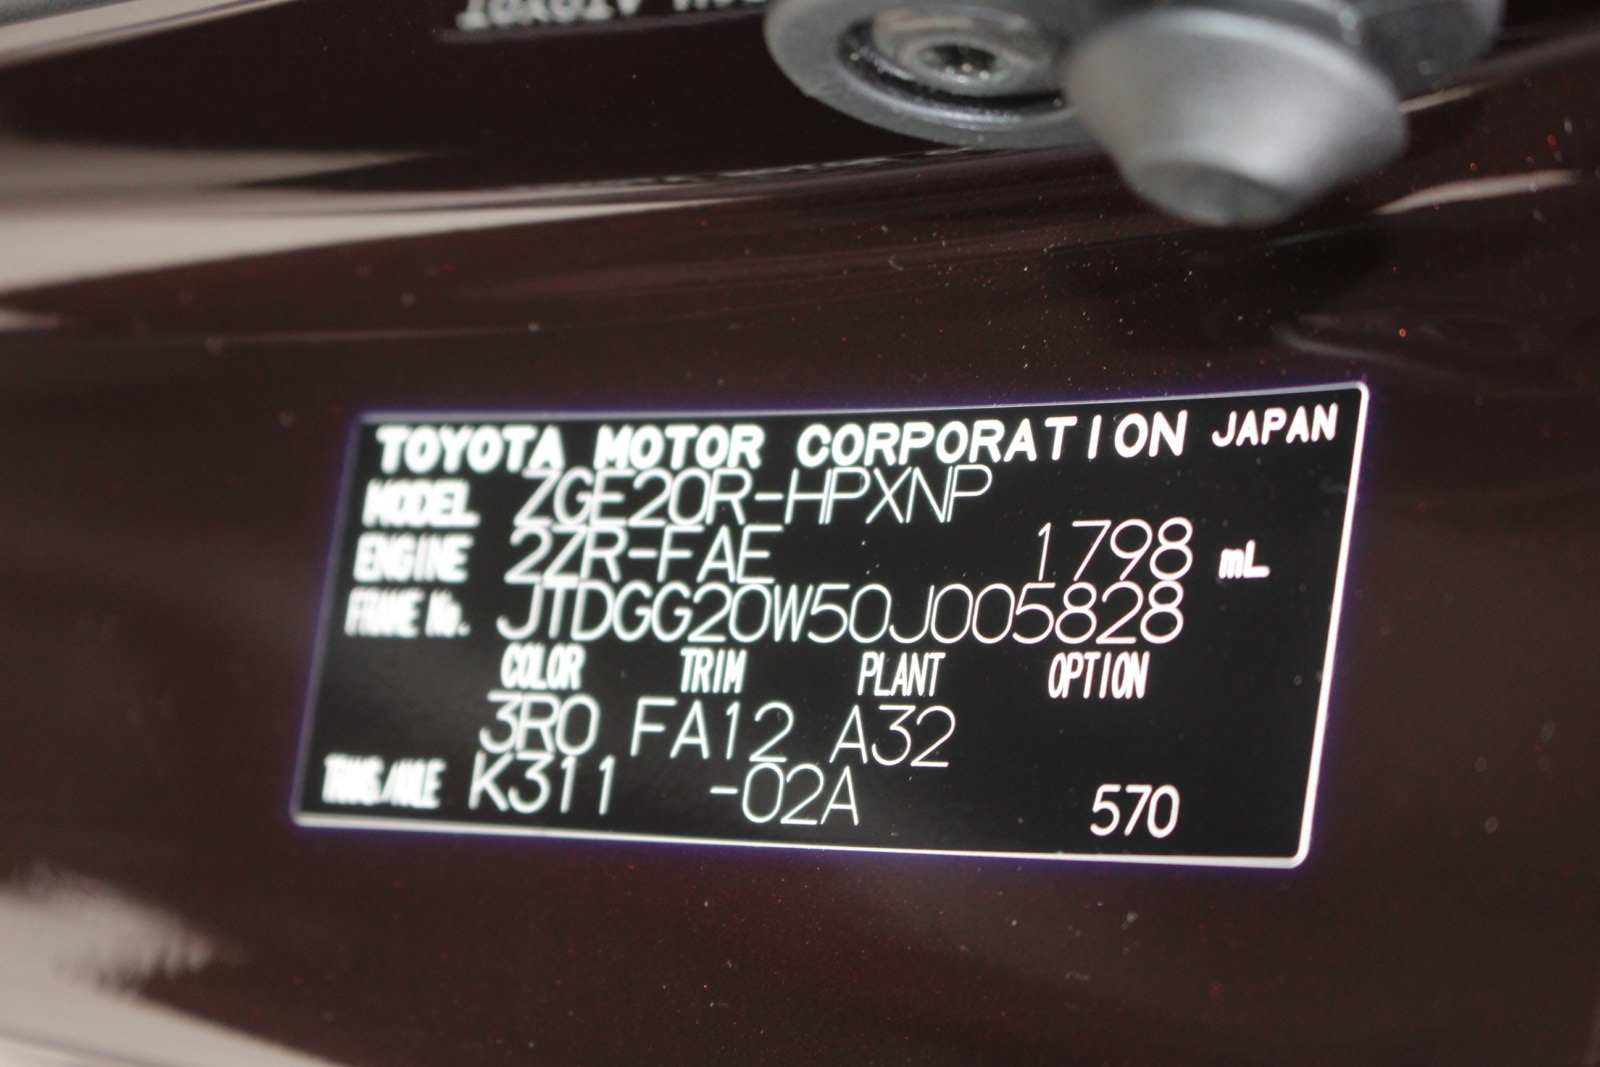 TOYOTA MOTOR CORPORATION JAPAN
MODEL ZGE20R-HPXNP
ENGINE 2ZR-FAE 1798 mL
FRAME No. JTDGG20W50J005828
COLOR TRIM PLANT OPTION
3R0 FA12 A32
TRANS/AXLE K311 -02A 570